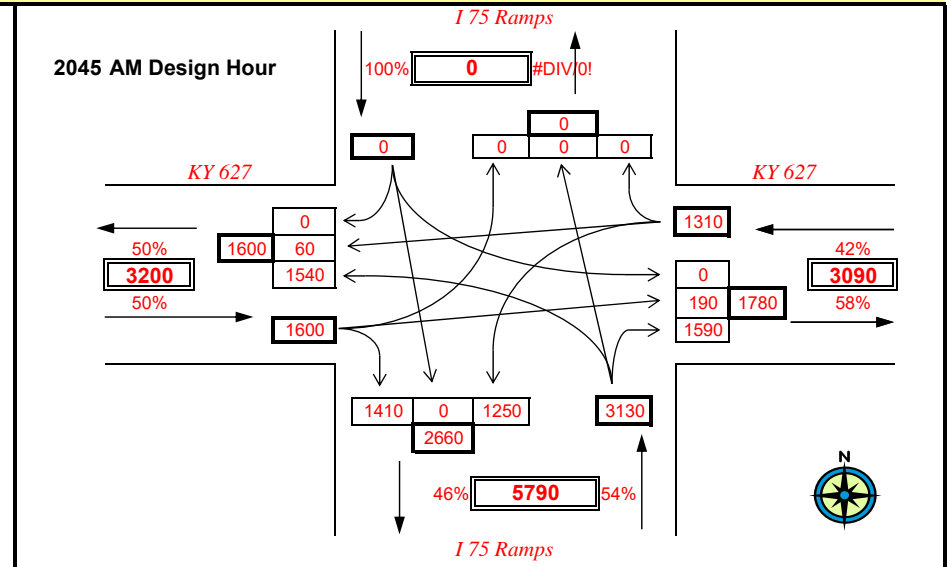 I 75 Ramps
2045 AM Design Hour
100% 0 #DIV/0!
0
0 0 0 0
KY 627 KY 627
0 1310
50% 1600 60 42%
3200 1540 0 3090
50% 190 1780 58%
1600 1590
1410 0 1250 3130
2660
N
46% 5790 54%
I 75 Ramps